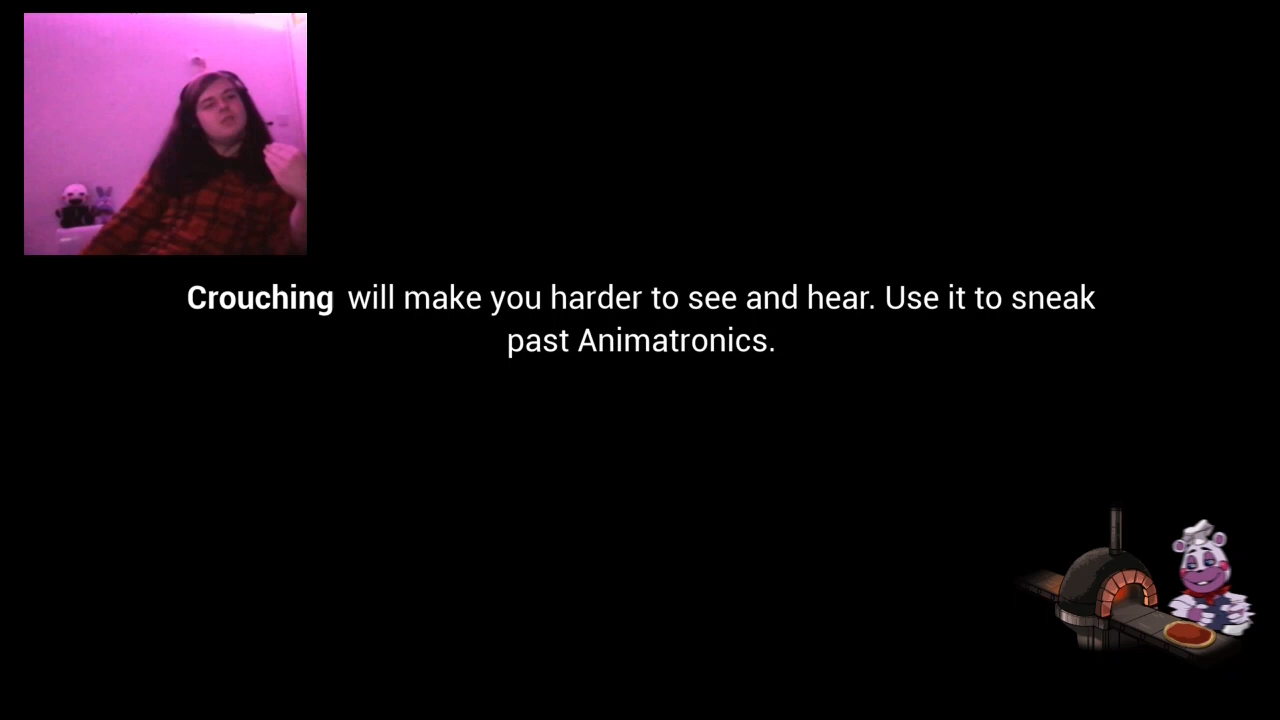 Crouching will make you harder to see and hear. Use it to sneak
past Animatronics.